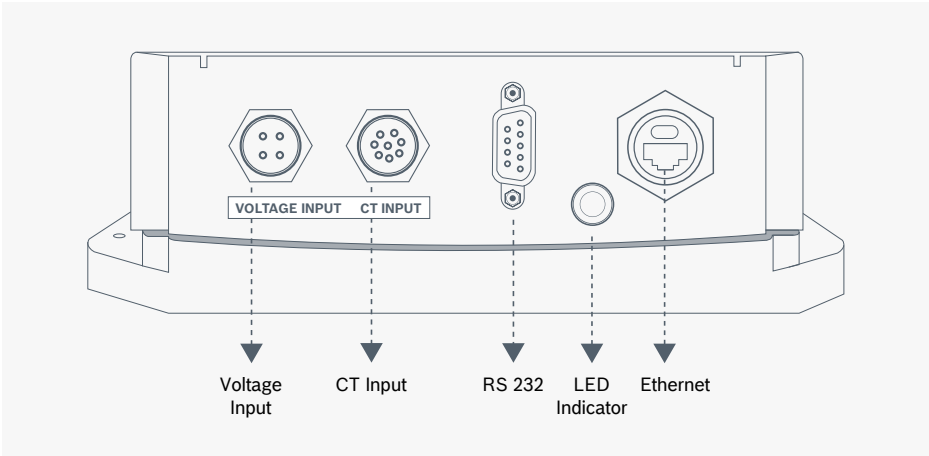 VOLTAGE INPUT CT INPUT
Voltage
Input
CT Input
RS 232
LED
Indicator
Ethernet